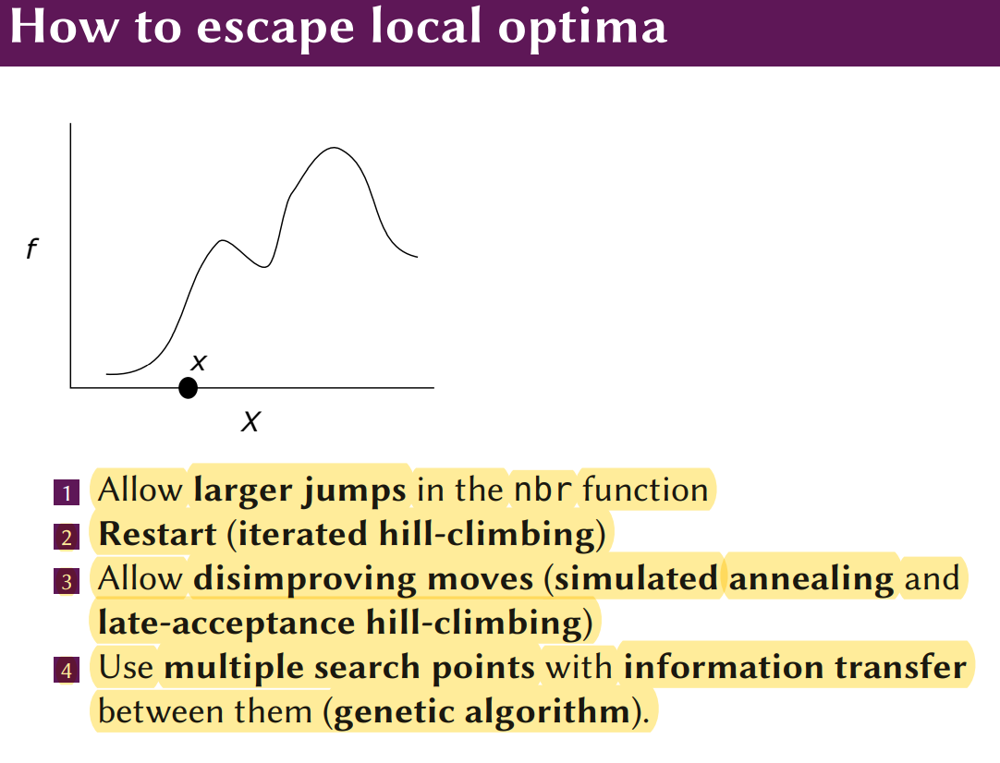 How to escape local optima
f
x
X
1 Allow larger jumps in the nbr function
2 Restart (iterated hill-climbing)
3 Allow disimproving moves (simulated annealing and
late-acceptance hill-climbing)
4 Use multiple search points with information transfer
between them (genetic algorithm).